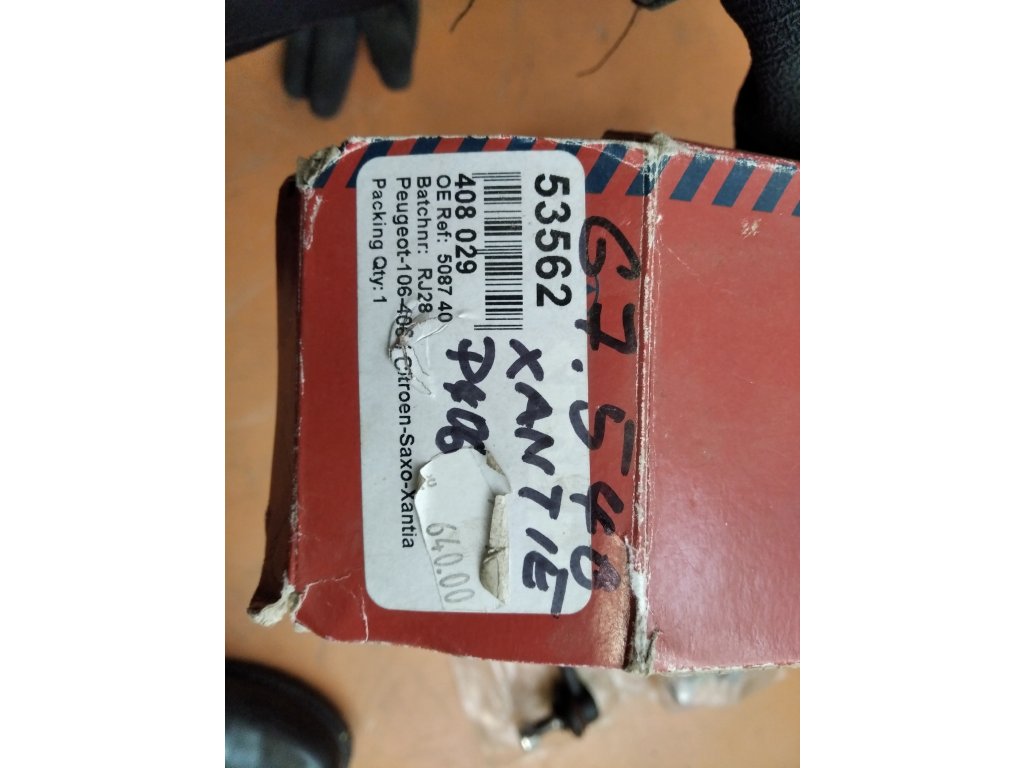 67.540
53562
XANTIE
408 029
P406
OE Ref: 5087 40
Batchnr: RJ28
Peugeot-106-406 / Citroen-Saxo-Xantia
Packing Qty: 1
640.00